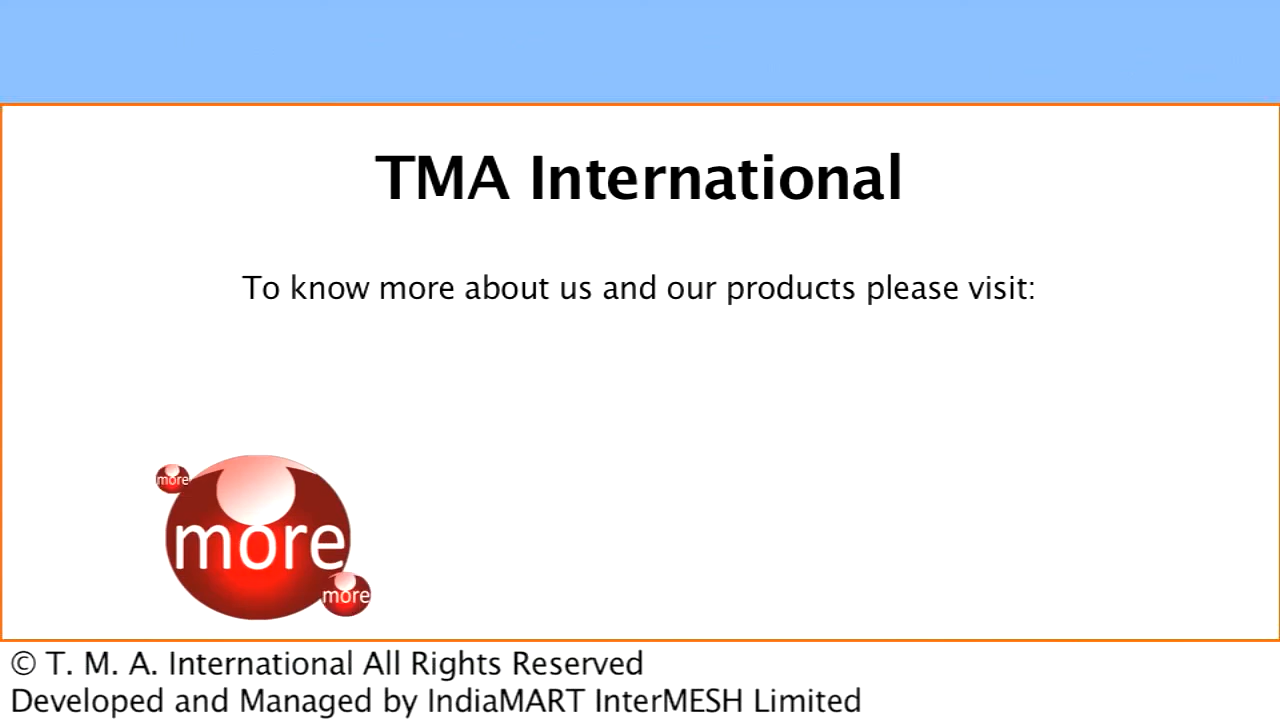 TMA International
To know more about us and our products please visit:
more
more
more
© T. M. A. International All Rights Reserved
Developed and Managed by IndiaMART InterMESH Limited